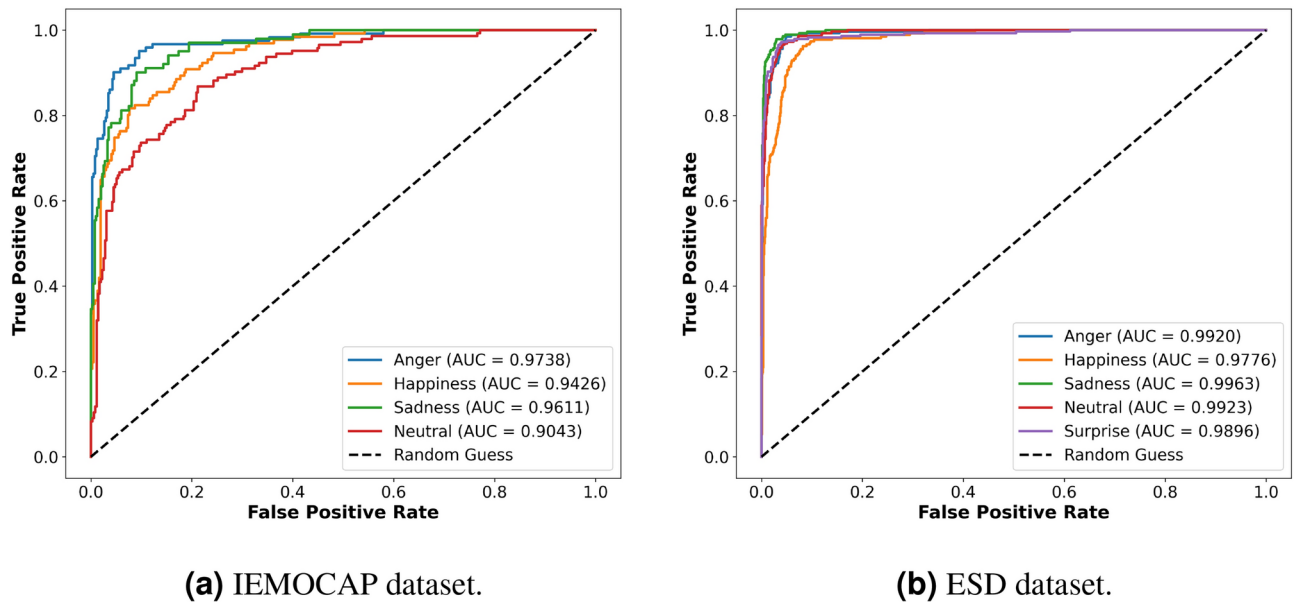 True Positive Rate
1.0
0.8
0.6
0.4
0.2
0.0
Anger (AUC = 0.9738)
Happiness (AUC = 0.9426)
Sadness (AUC = 0.9611)
Neutral (AUC = 0.9043)
Random Guess
0.0 0.2 0.4 0.6 0.8 1.0
False Positive Rate
(a) IEMOCAP dataset.
True Positive Rate
1.0
0.8
0.6
0.4
0.2
0.0
Anger (AUC = 0.9920)
Happiness (AUC = 0.9776)
Sadness (AUC = 0.9963)
Neutral (AUC = 0.9923)
Surprise (AUC = 0.9896)
Random Guess
0.0 0.2 0.4 0.6 0.8 1.0
False Positive Rate
(b) ESD dataset.